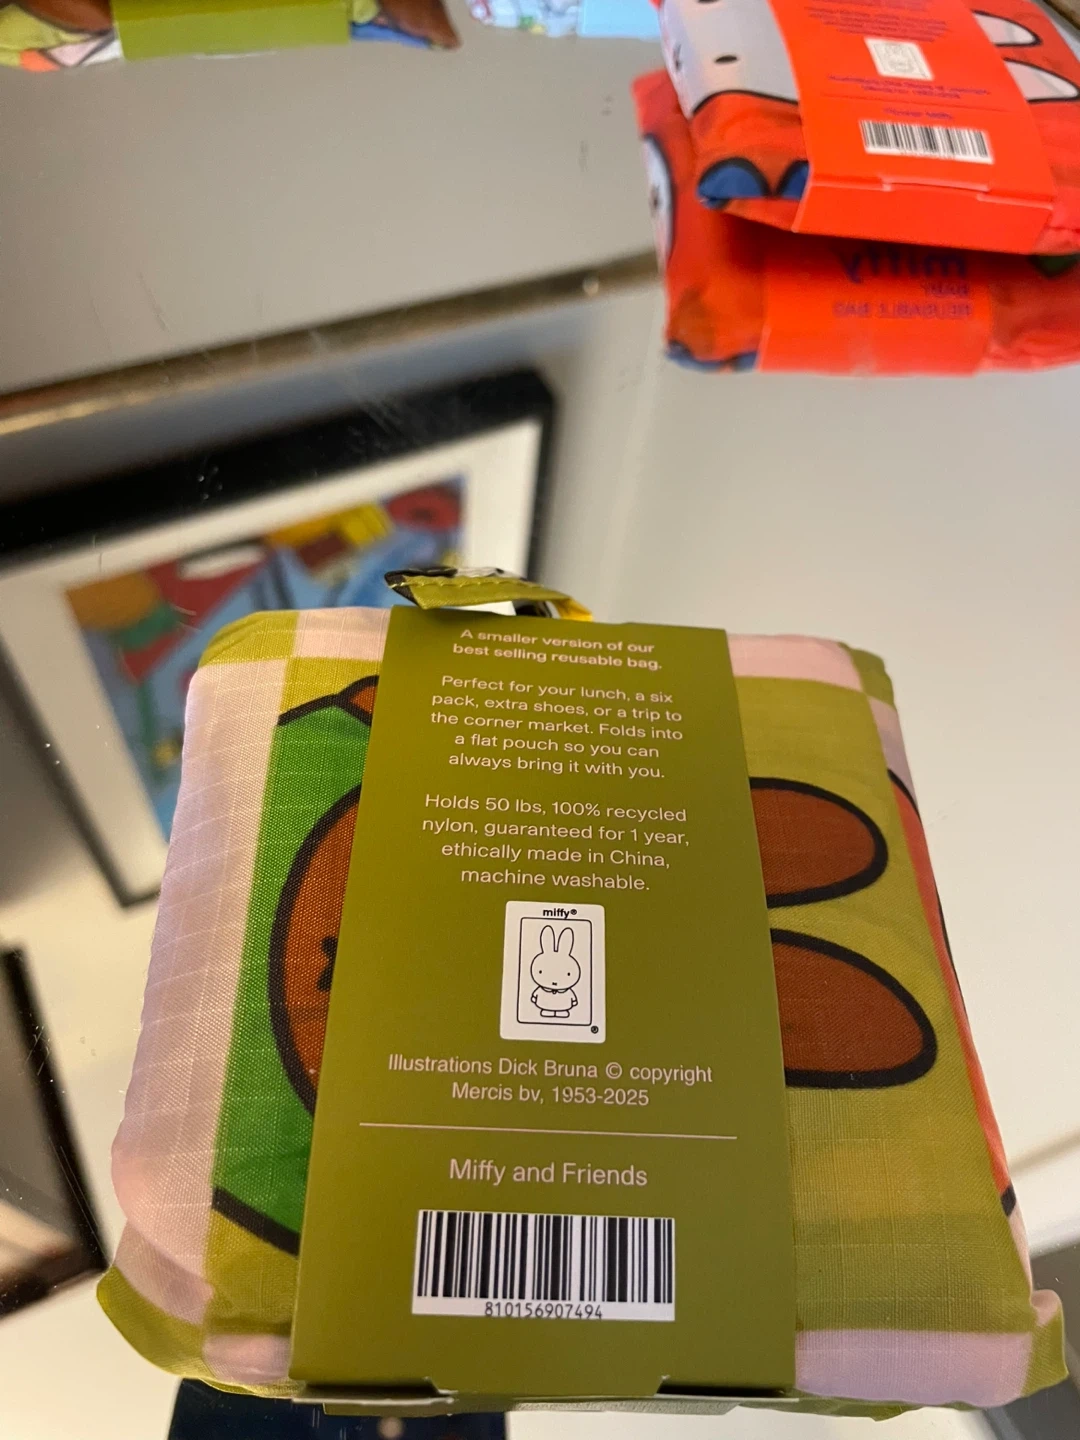 miffy
REUSABLE BAG
A smaller version of our
best selling reusable bag.
Perfect for your lunch, a six
pack, extra shoes, or a trip to
the corner market. Folds into
a flat pouch so you can
always bring it with you.
Holds 50 lbs, 100% recycled
nylon, guaranteed for 1 year,
ethically made in China,
machine washable.
miffy®
®
Illustrations Dick Bruna © copyright
Mercis bv, 1953-2025
Miffy and Friends
810156907494